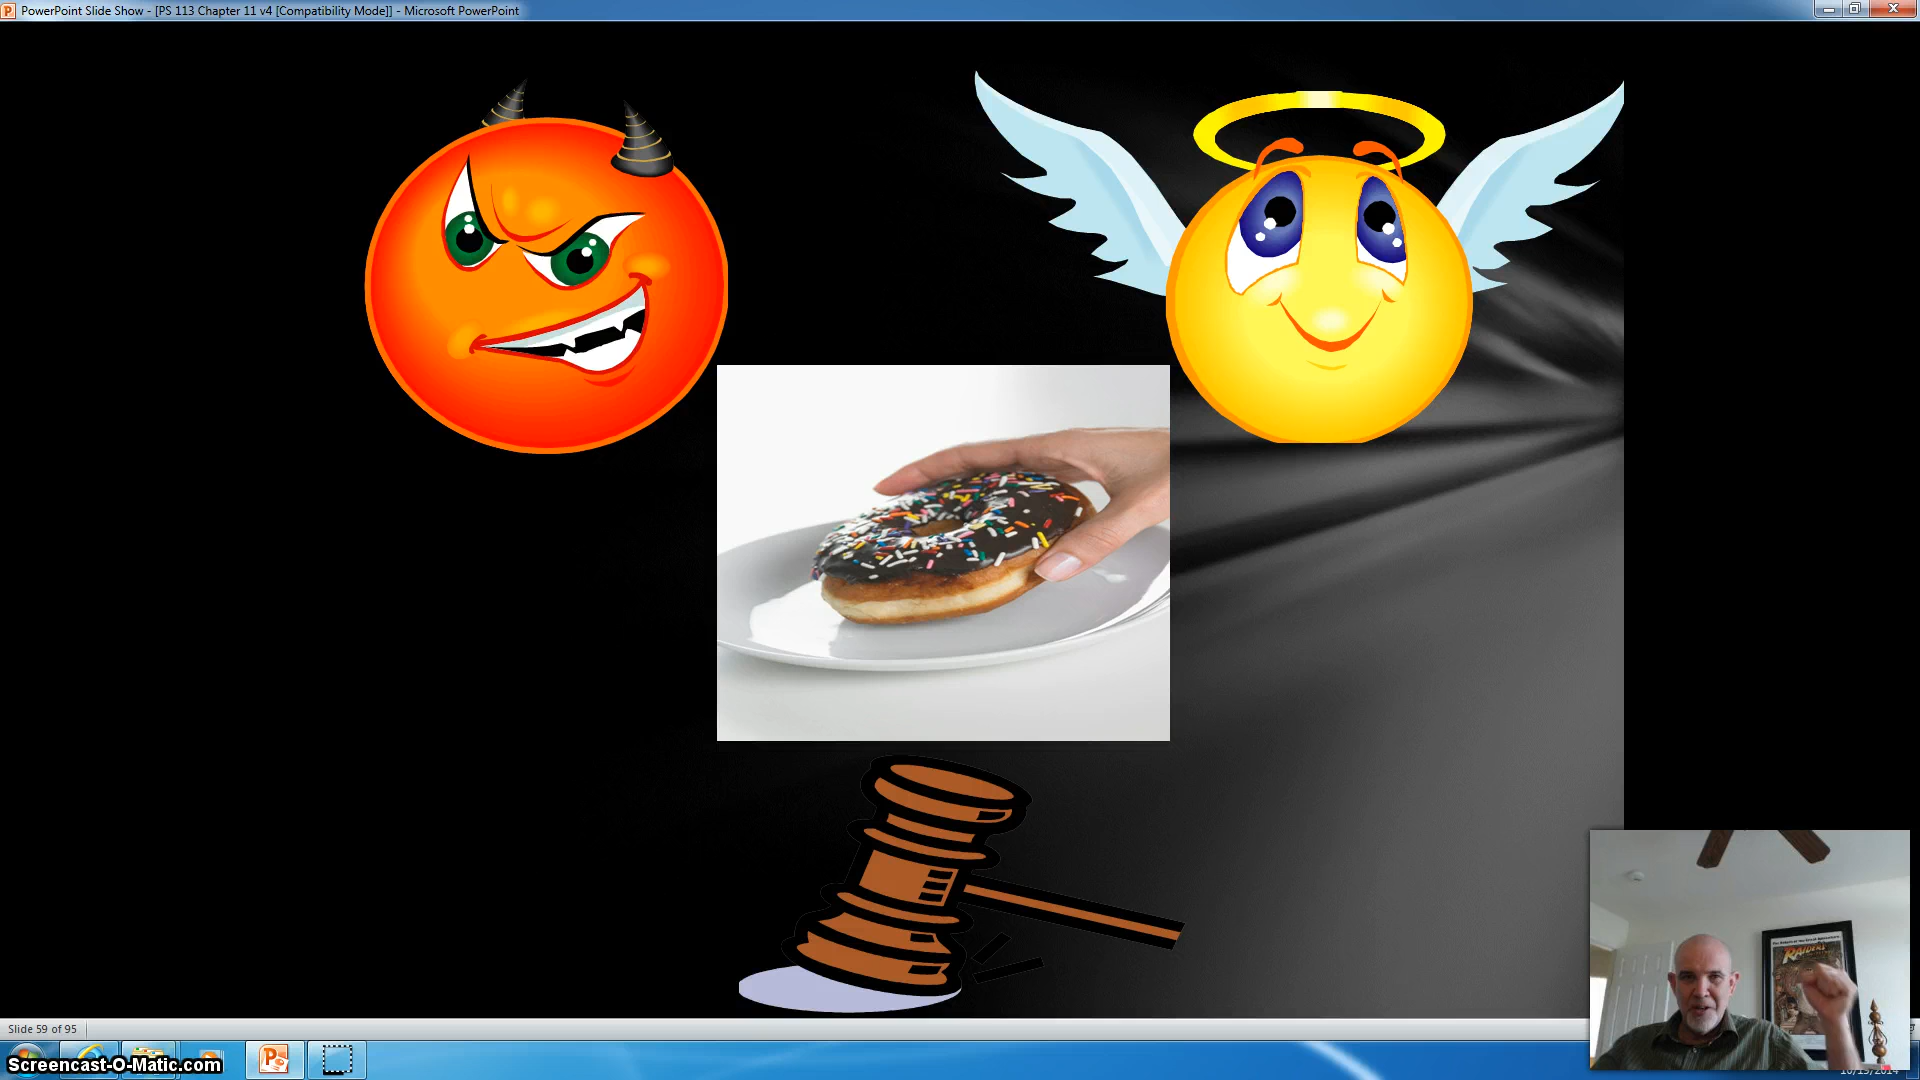 PowerPoint Slide Show - [PS 113 Chapter 11 v4 [Compatibility Mode]] - Microsoft PowerPoint
RAIDERS
Slide 59 of 95
Screencast-O-Matic.com